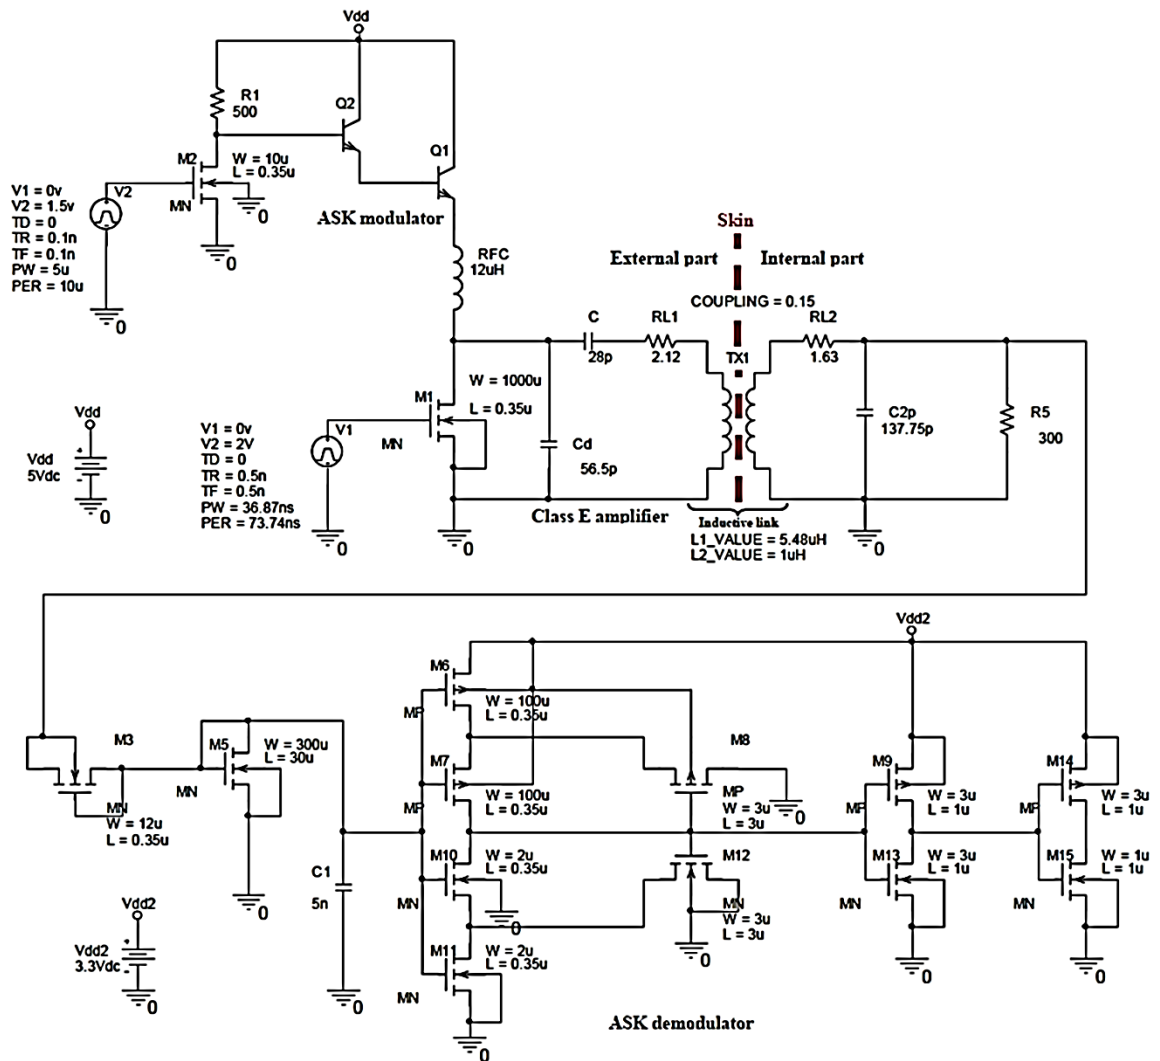 Vdd
R1
500
Q2
Q1
M2
W = 10u
L = 0.35u
MN
V2
V1 = 0v
V2 = 1.5v
TD = 0
TR = 0.1n
TF = 0.1n
PW = 5u
PER = 10u
0
0
0
ASK modulator
RFC
12uH
Skin
External part
Internal part
COUPLING = 0.15
C
28p
RL1
2.12
TX1
RL2
1.63
M1
W = 1000u
L = 0.35u
MN
V1
V1 = 0v
V2 = 2V
TD = 0
TR = 0.5n
TF = 0.5n
PW = 36.87ns
PER = 73.74ns
0
0
Cd
56.5p
C2p
137.75p
R5
300
0
Vdd
Vdd
5Vdc
0
Class E amplifier
Inductive link
L1_VALUE = 5.48uH
L2_VALUE = 1uH
Vdd2
M6
W = 100u
L = 0.35u
MP
M3
MN
W = 12u
L = 0.35u
M5
W = 300u
L = 30u
MN
0
M7
W = 100u
L = 0.35u
MP
M8
MP
W = 3u
L = 3u
0
M9
MP
W = 3u
L = 1u
M14
MP
W = 3u
L = 1u
C1
5n
0
M10
W = 2u
L = 0.35u
MN
0
M12
MN
W = 3u
L = 3u
0
M13
W = 3u
L = 1u
MN
0
M15
W = 1u
L = 1u
MN
0
Vdd2
Vdd2
3.3Vdc
0
M11
W = 2u
L = 0.35u
MN
0
ASK demodulator